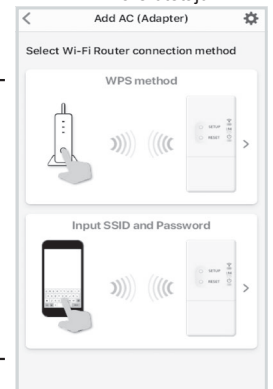 Add AC (Adapter)
Select Wi-Fi Router connection method
WPS method
SETUP
RESET
Input SSID and Password
SETUP
RESET